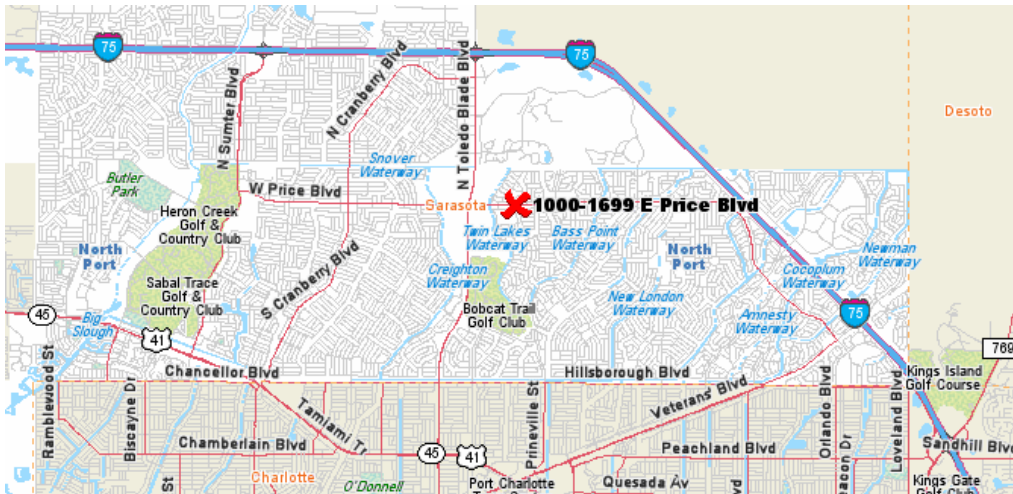 75
75
N Sumter Blvd
N Cranberry Blvd
N Toledo Blade Blvd
Desoto
Snover
Waterway
Butler
Park
W Price Blvd
Sarasota
1000-1699 E Price Blvd
Heron Creek
Golf &
Country Club
Twin Lakes
Waterway
Bass Point
Waterway
North
Port
North
Port
Newman
Waterway
Sabal Trace
Golf &
Country Club
S Cranberry Blvd
Creighton
Waterway
Cocoplum
Waterway
New London
Waterway
Bobcat Trail
Golf Club
Amnesty
Waterway
75
45
Big
Slough
41
769
Ramblewood St
Biscayne Dr
Chancellor Blvd
Hillsborough Blvd
Kings Island
Golf Course
Tamiami Tr
Prineville St
Veterans' Blvd
Orlando Blvd
Loveland Blvd
Chamberlain Blvd
45
41
Peachland Blvd
Sandhill Blv
Charlotte
St
O'Donnell
Port Charlotte
Quesada Av
acon Dr
Kings Gate